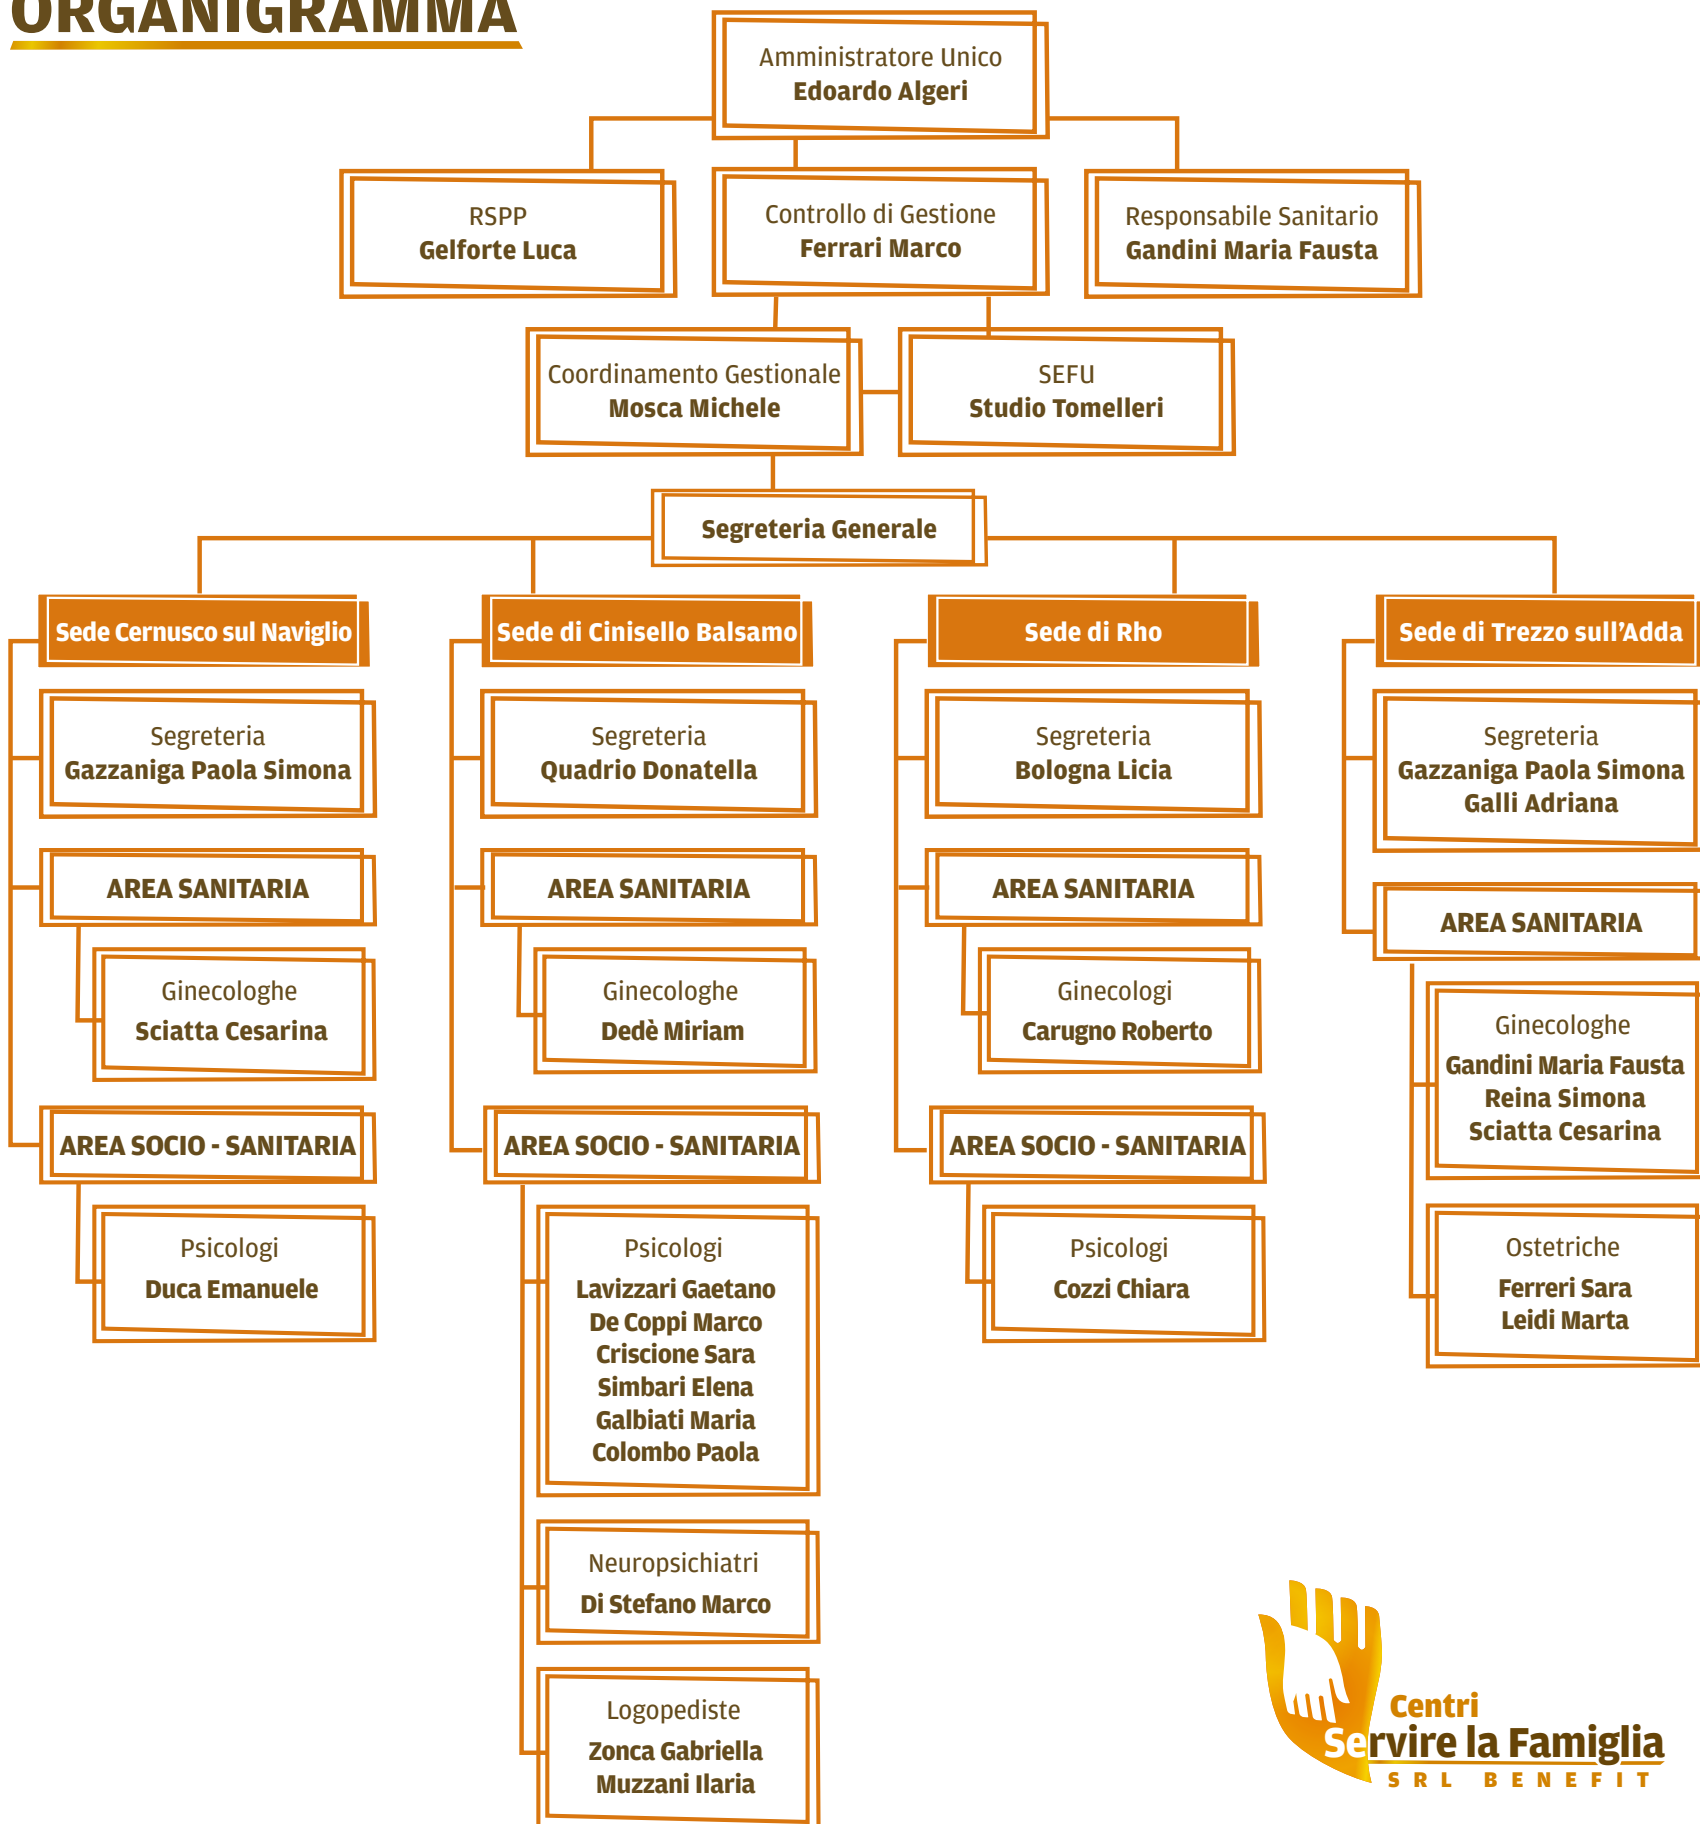 ORGANIGRAMMA
Amministratore Unico
Edoardo Algeri
RSPP
Gelforte Luca
Controllo di Gestione
Ferrari Marco
Responsabile Sanitario
Gandini Maria Fausta
Coordinamento Gestionale
Mosca Michele
SEFU
Studio Tomelleri
Segreteria Generale
Sede Cernusco sul Naviglio
Segreteria
Gazzaniga Paola Simona
AREA SANITARIA
Ginecologhe
Sciatta Cesarina
AREA SOCIO - SANITARIA
Psicologi
Duca Emanuele
Sede di Cinisello Balsamo
Segreteria
Quadrio Donatella
AREA SANITARIA
Ginecologhe
Dedè Miriam
AREA SOCIO - SANITARIA
Psicologi
Lavizzari Gaetano
De Coppi Marco
Criscione Sara
Simbari Elena
Galbiati Maria
Colombo Paola
Neuropsichiatri
Di Stefano Marco
Logopediste
Zonca Gabriella
Muzzani Ilaria
Sede di Rho
Segreteria
Bologna Licia
AREA SANITARIA
Ginecologi
Carugno Roberto
AREA SOCIO - SANITARIA
Psicologi
Cozzi Chiara
Sede di Trezzo sull'Adda
Segreteria
Gazzaniga Paola Simona
Galli Adriana
AREA SANITARIA
Ginecologhe
Gandini Maria Fausta
Reina Simona
Sciatta Cesarina
Ostetriche
Ferreri Sara
Leidi Marta
Centri
Servire la Famiglia
SRL BENEFIT